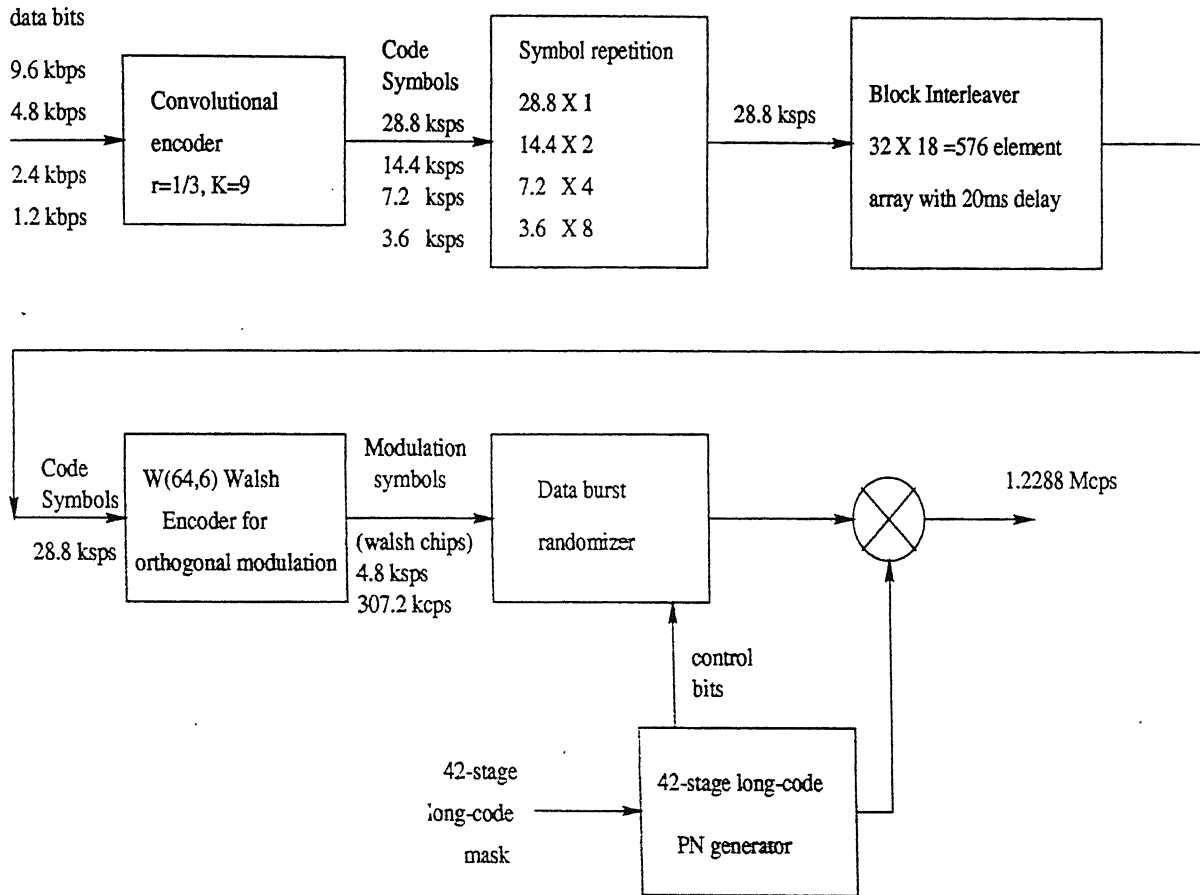 data bits
9.6 kbps
4.8 kbps
2.4 kbps
1.2 kbps
Convolutional
encoder
r=1/3, K=9
Code
Symbols
28.8 ksps
14.4 ksps
7.2 ksps
3.6 ksps
Symbol repetition
28.8 X 1
14.4 X 2
7.2 X 4
3.6 X 8
28.8 ksps
Block Interleaver
32 X 18 =576 element
array with 20ms delay
Code
Symbols
28.8 ksps
W(64,6) Walsh
Encoder for
orthogonal modulation
Modulation
symbols
(walsh chips)
4.8 ksps
307.2 kcps
Data burst
randomizer
1.2288 Mcps
control
bits
42-stage
long-code
mask
42-stage long-code
PN generator